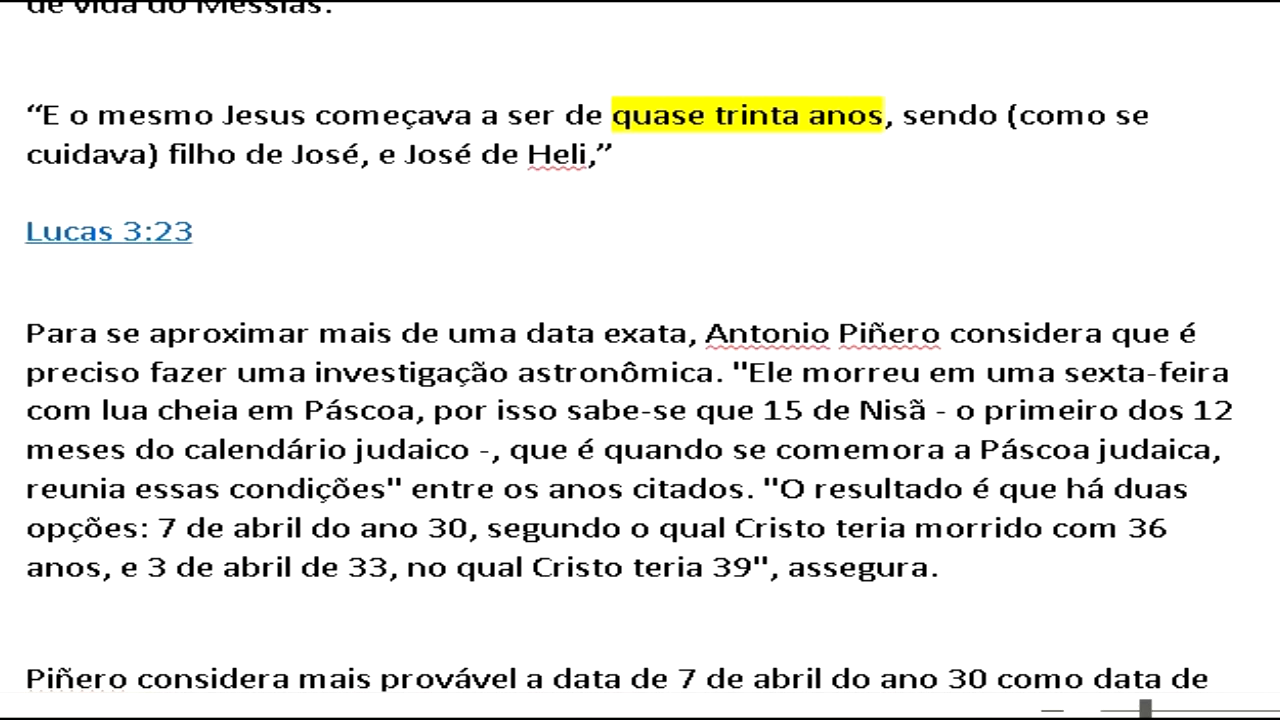 de vida do Messias.
“E o mesmo Jesus começava a ser de quase trinta anos, sendo (como se
cuidava) filho de José, e José de Heli,”
Lucas 3:23
Para se aproximar mais de uma data exata, Antonio Piñero considera que é
preciso fazer uma investigação astronômica. "Ele morreu em uma sexta-feira
com lua cheia em Páscoa, por isso sabe-se que 15 de Nisã - o primeiro dos 12
meses do calendário judaico -, que é quando se comemora a Páscoa judaica,
reunia essas condições" entre os anos citados. "O resultado é que há duas
opções: 7 de abril do ano 30, segundo o qual Cristo teria morrido com 36
anos, e 3 de abril de 33, no qual Cristo teria 39", assegura.
Piñero considera mais provável a data de 7 de abril do ano 30 como data de